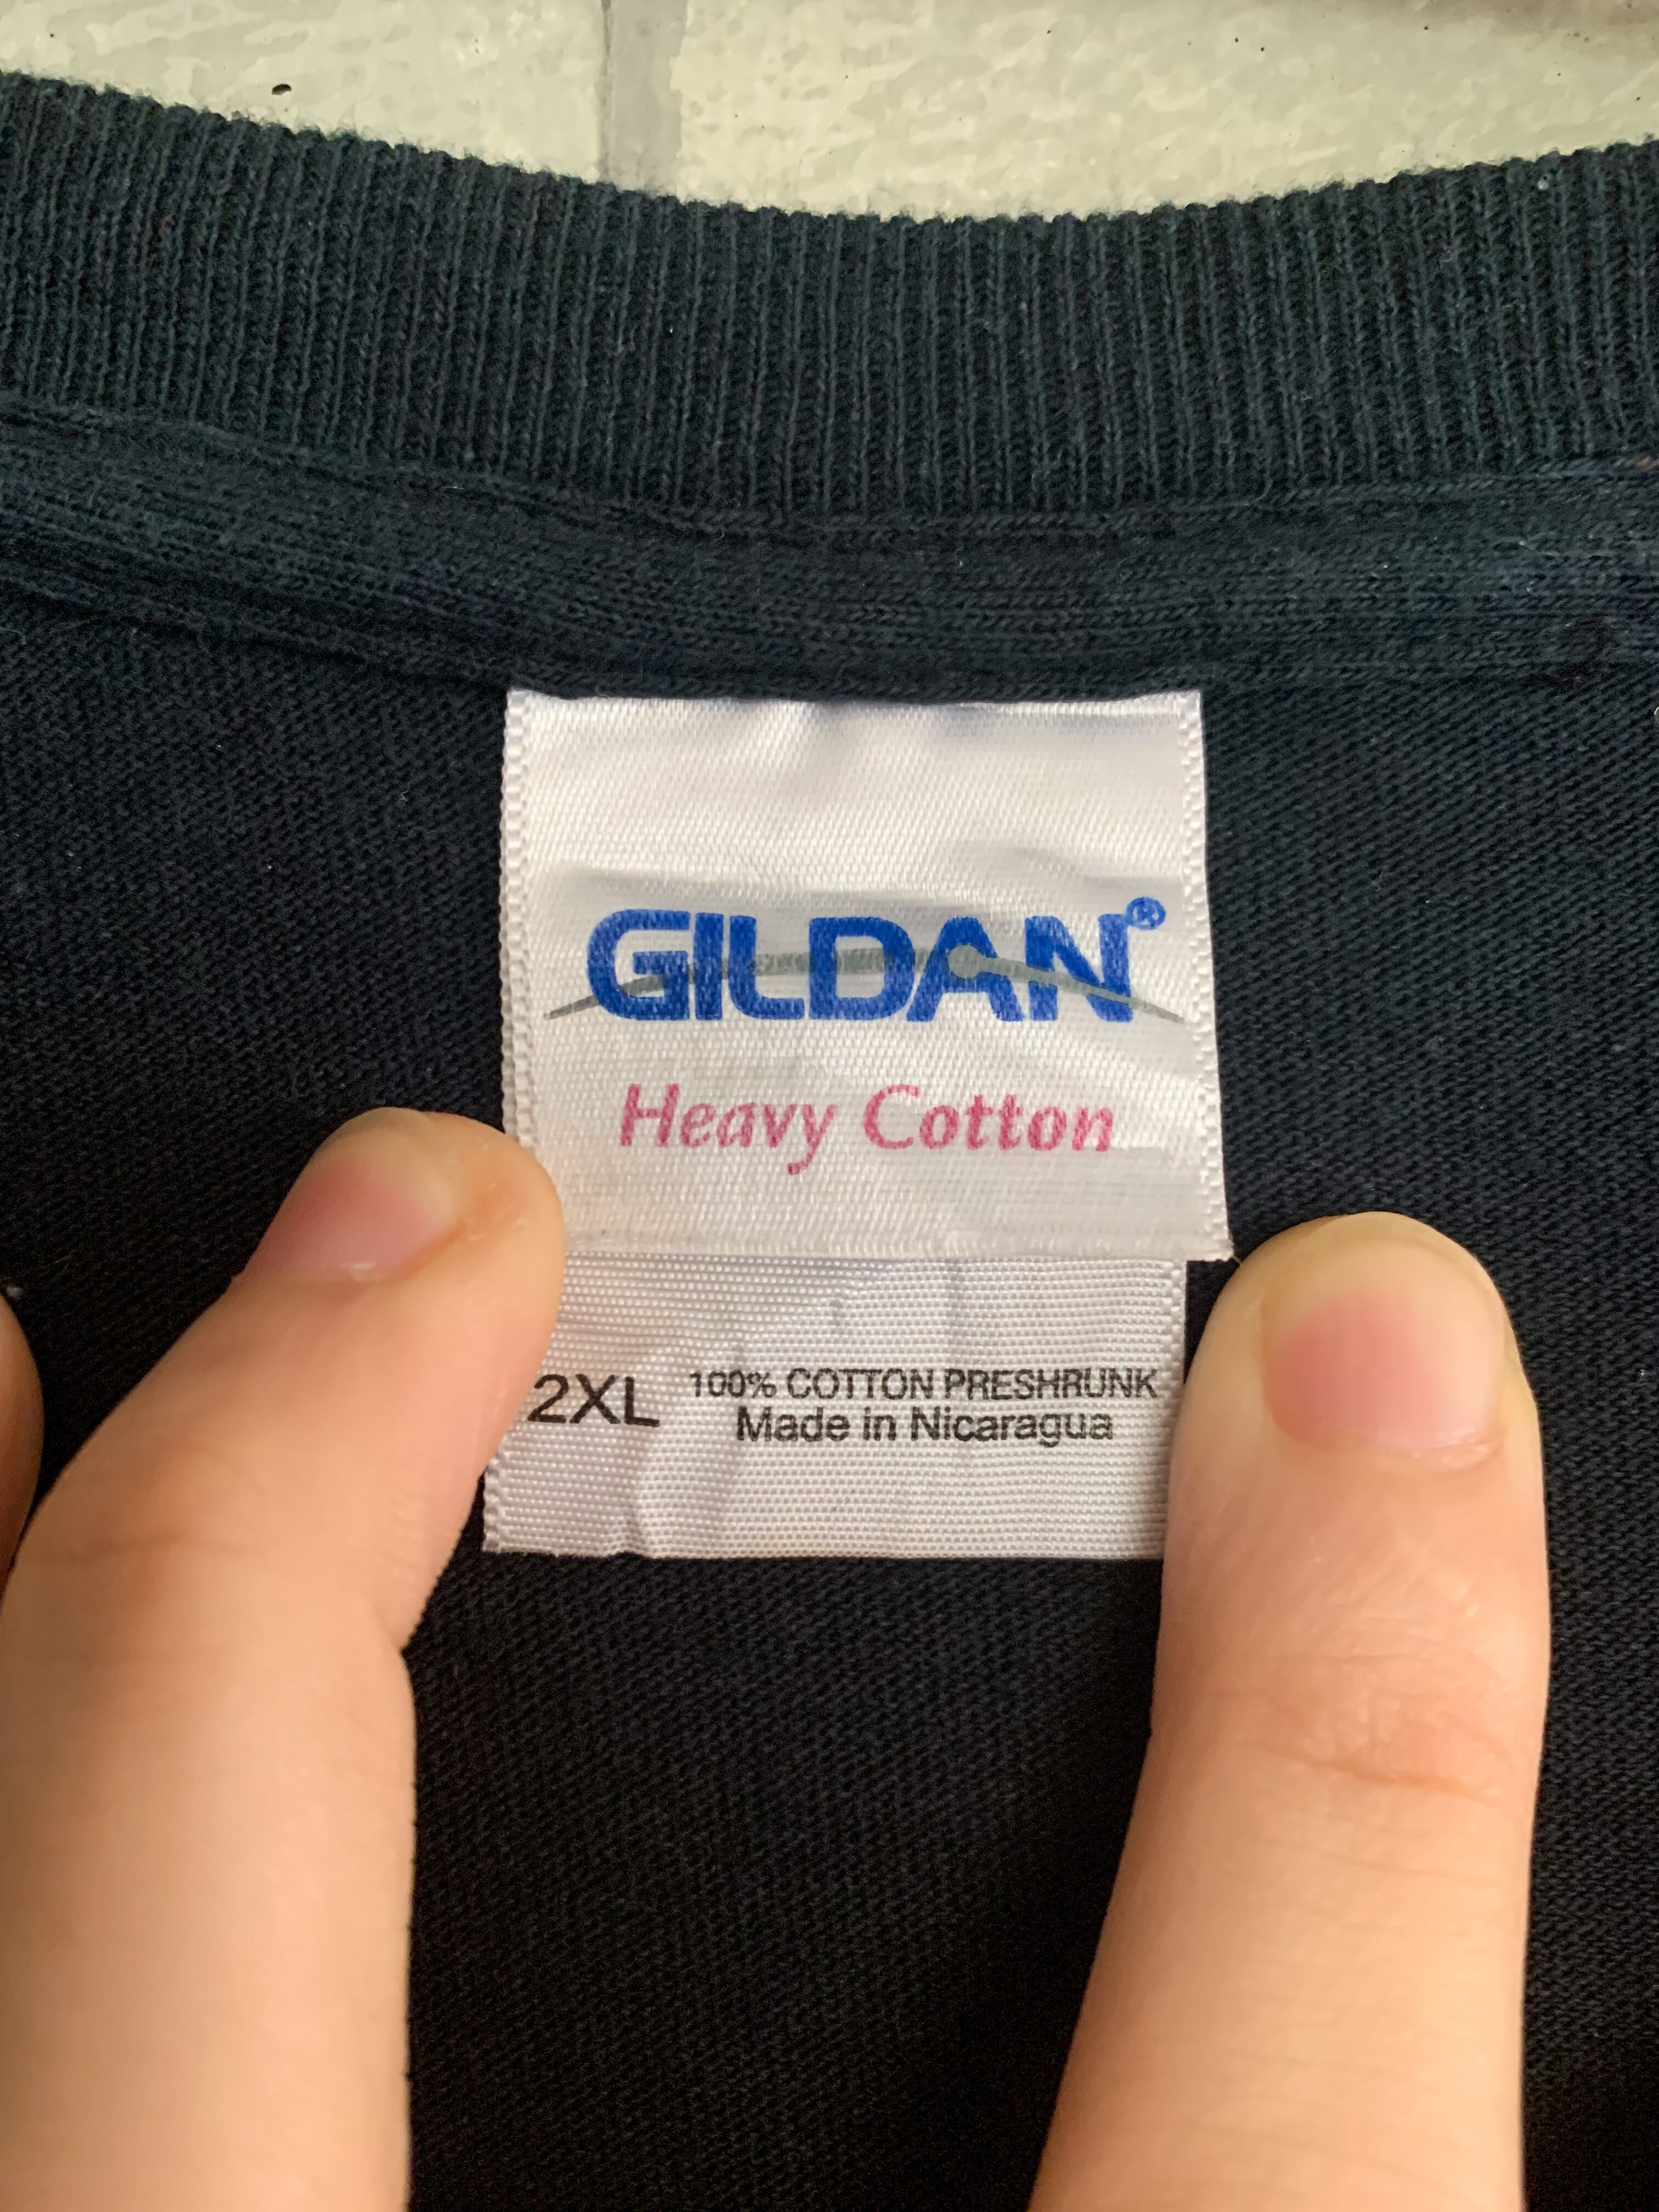 GILDAN®
Heavy Cotton
2XL
100% COTTON PRESHRUNK
Made in Nicaragua